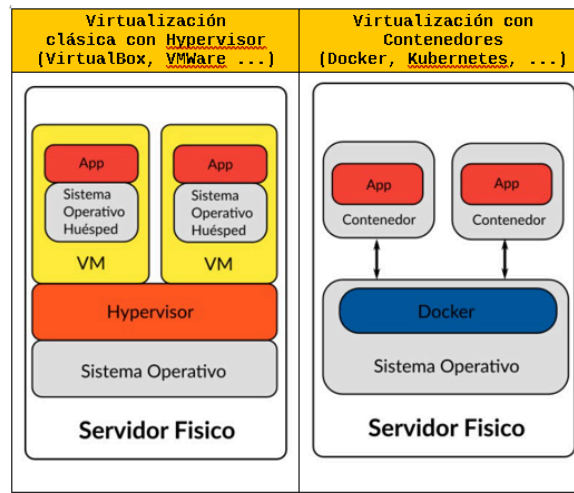 Virtualización
clásica con Hypervisor
(VirtualBox, VMWare ...)
Virtualización con
Contenedores
(Docker, Kubernetes, ...)
App
Sistema
Operativo
Huésped
VM
App
Sistema
Operativo
Huésped
VM
Hypervisor
Sistema Operativo
Servidor Fisico
App
Contenedor
App
Contenedor
Docker
Sistema Operativo
Servidor Fisico